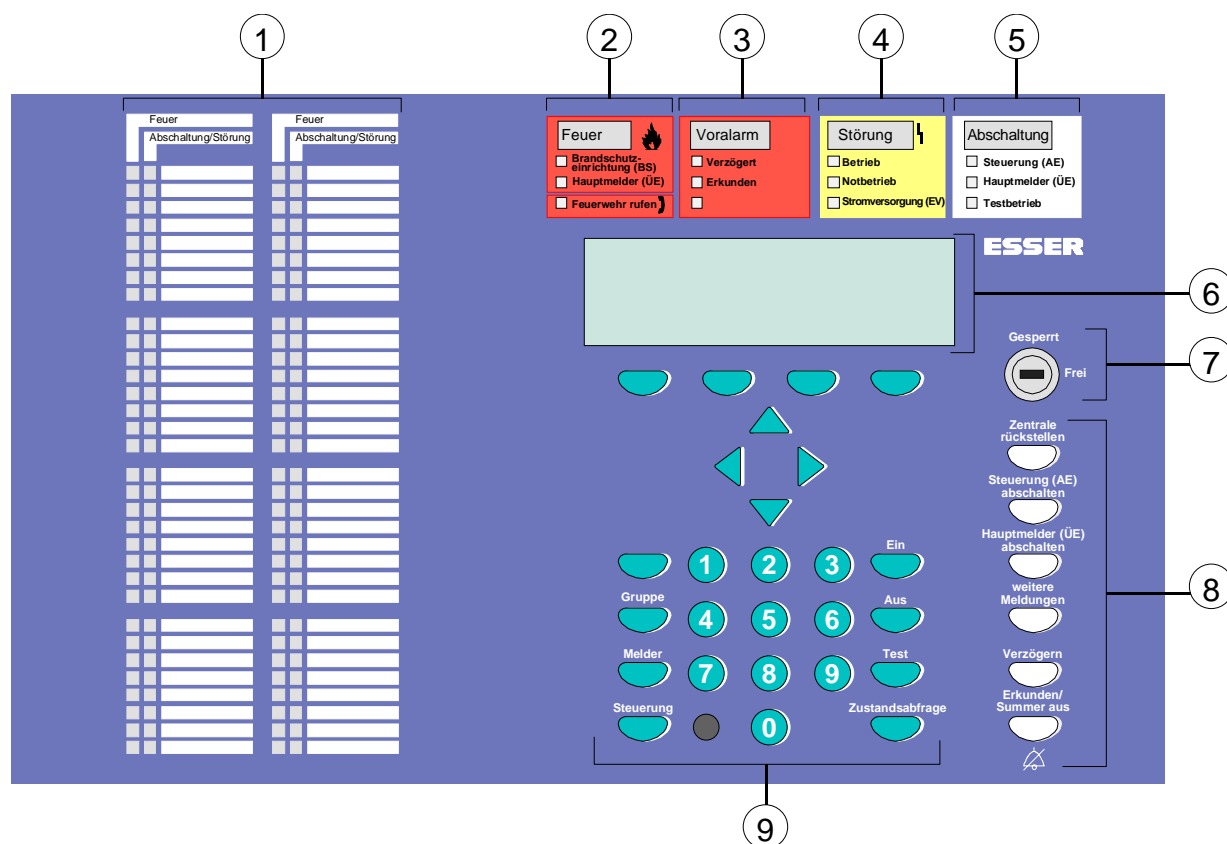 1
2
3
4
5
Feuer
Abschaltung/Störung
Feuer
Abschaltung/Störung
Feuer
Brandschutz-
einrichtung (BS)
Hauptmelder (ÜE)
Feuerwehr rufen
Voralarm
Verzögert
Erkunden
Störung
Betrieb
Notbetrieb
Stromversorgung (EV)
Abschaltung
Steuerung (AE)
Hauptmelder (ÜE)
Testbetrieb
ESSER
6
Gesperrt
Frei
7
Zentrale
rückstellen
Steuerung (AE)
abschalten
Hauptmelder (ÜE)
abschalten
weitere
Meldungen
Verzögern
Erkunden/
Summer aus
8
1 2 3 Ein
Gruppe 4 5 6 Aus
Melder 7 8 9 Test
Steuerung 0 Zustandsabfrage
9